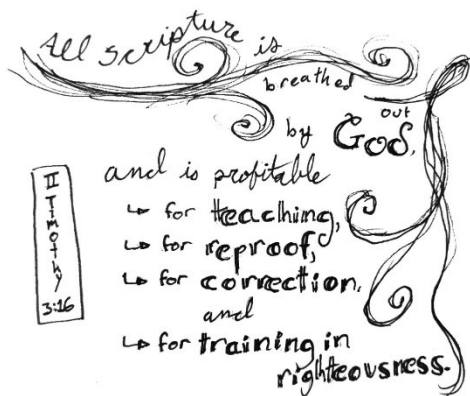 All Scripture is
breathed
out
by God,
and is profitable
↳ for teaching,
↳ for reproof,
↳ for correction,
and
↳ for training in
righteousness.
II Timothy 3:16